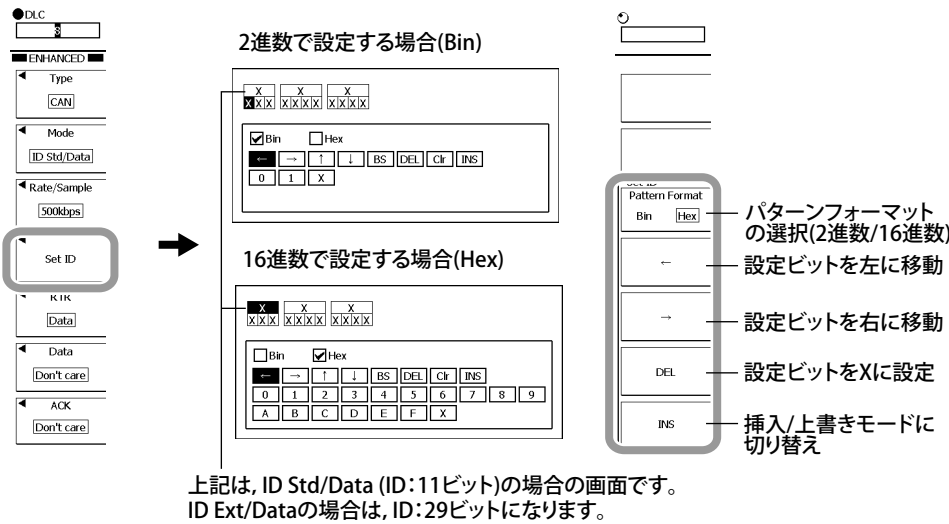 DLC
8
ENHANCED
Type
CAN
Mode
ID Std/Data
Rate/Sample
500kbps
Set ID
RTR
Data
Data
Don't care
ACK
Don't care
2進数で設定する場合(Bin)
X X X
XXX XXXX XXXX
Bin Hex
← → ↑ ↓ BS DEL Clr INS
0 1 X
16進数で設定する場合(Hex)
X X X
XXX XXXX XXXX
Bin Hex
← → ↑ ↓ BS DEL Clr INS
0 1 2 3 4 5 6 7 8 9
A B C D E F X
上記は, ID Std/Data (ID：11ビット)の場合の画面です。
ID Ext/Dataの場合は, ID：29ビットになります。
Set ID
Pattern Format
Bin Hex
←
→
DEL
INS
パターンフォーマット
の選択(2進数/16進数)
設定ビットを左に移動
設定ビットを右に移動
設定ビットをXに設定
挿入/上書きモードに
切り替え